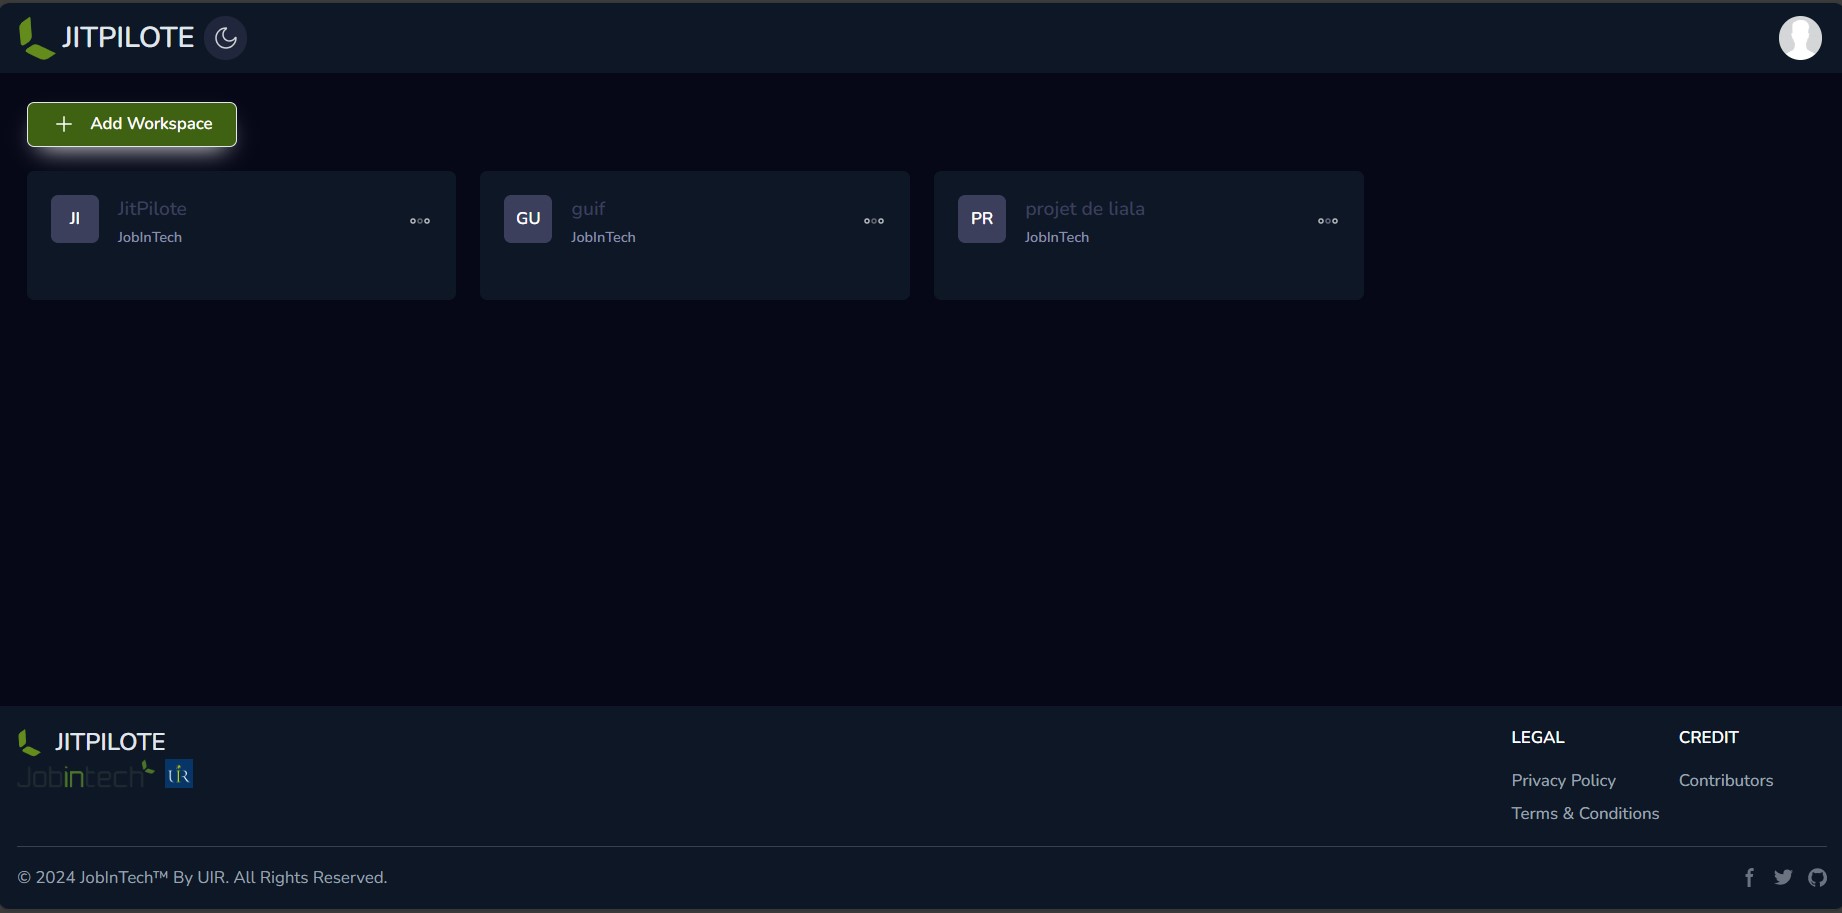 JITPILOTE
Add Workspace
JI
JitPilote
JobInTech
GU
guif
JobInTech
PR
projet de liala
JobInTech
JITPILOTE
Jobintech
UIR
LEGAL
Privacy Policy
Terms & Conditions
CREDIT
Contributors
© 2024 JobInTech™ By UIR. All Rights Reserved.